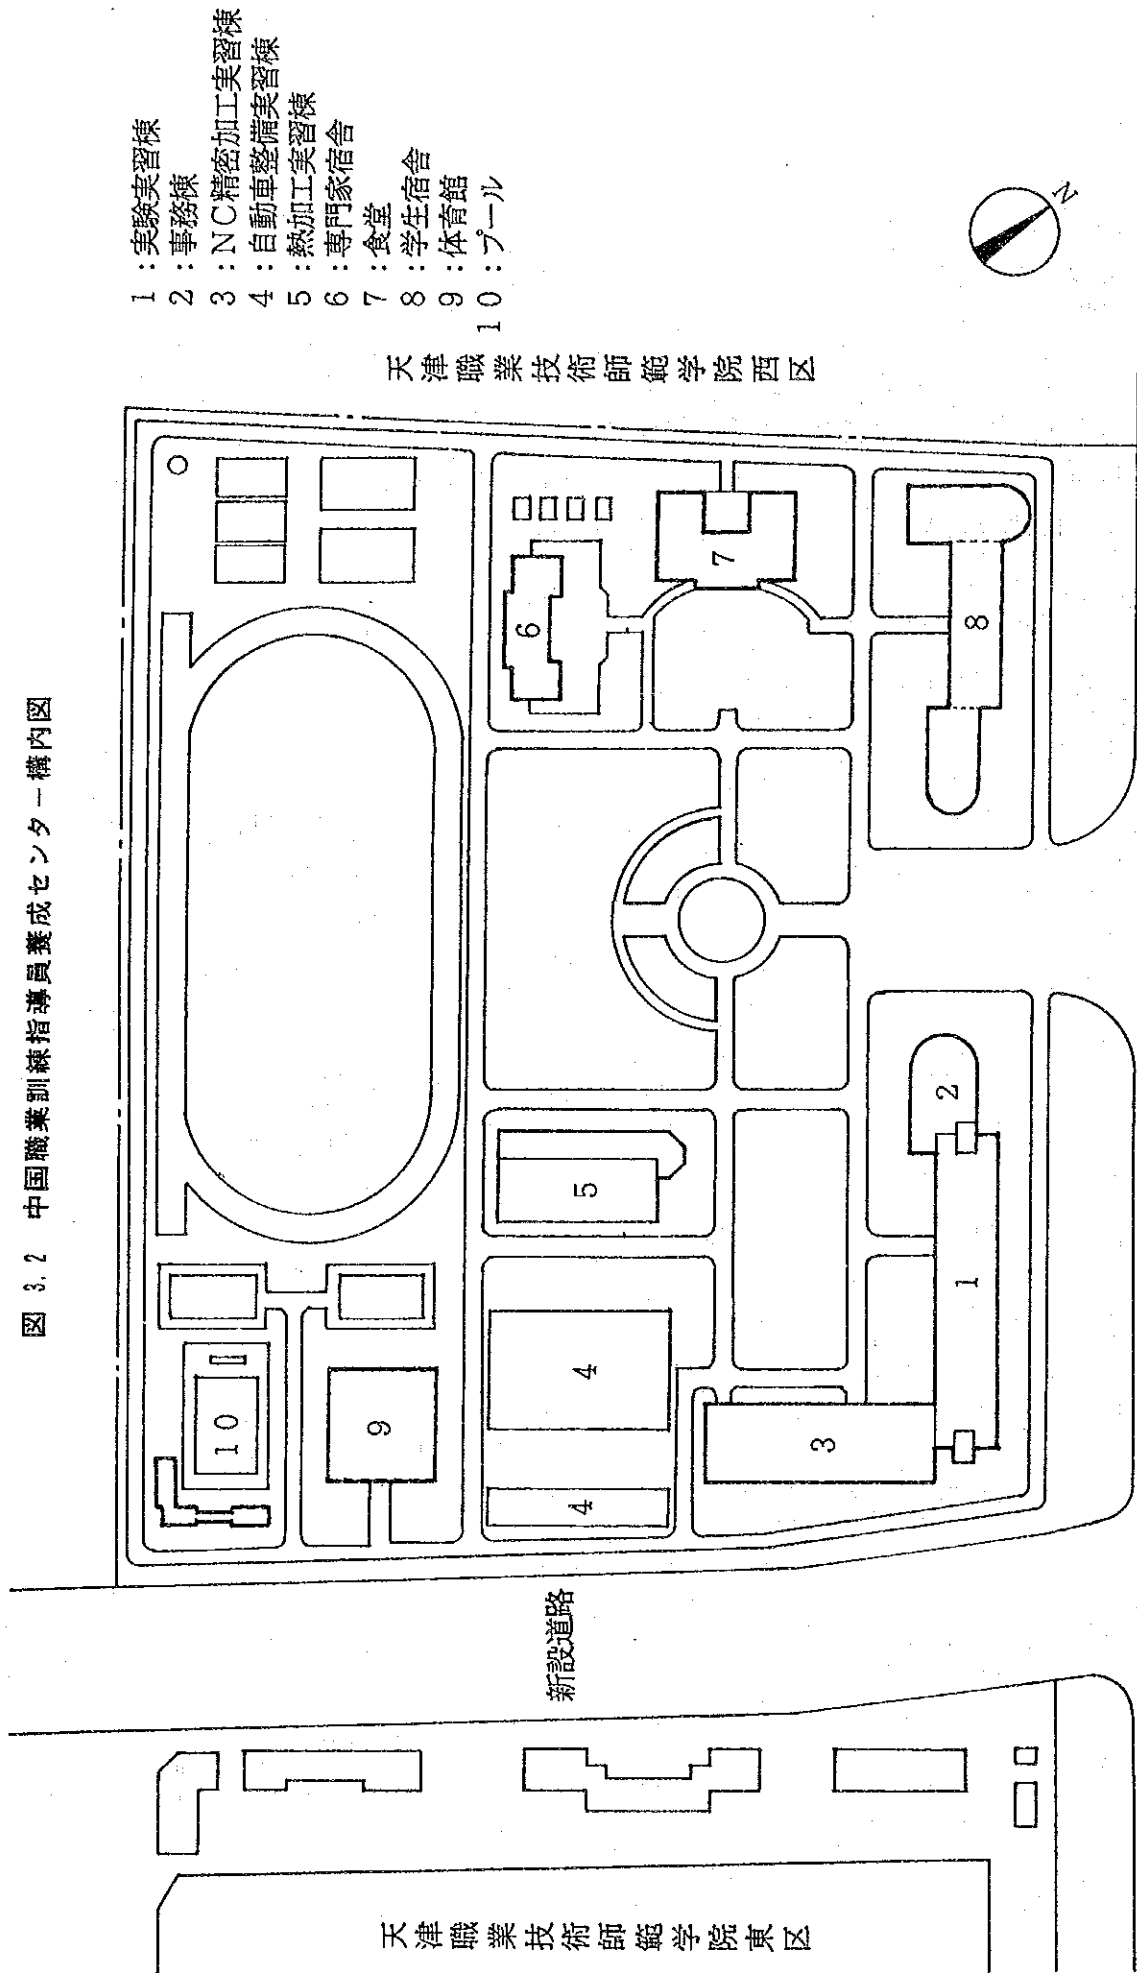 図 3.2 中国職業訓練指導員養成センター構内図
1：実験実習棟
2：事務棟
3：NC精密加工実習棟
4：自動車整備実習棟
5：熱加工実習棟
6：専門家宿舎
7：食堂
8：学生宿舎
9：体育館
10：プール
N
天津職業技術師範学院西区
6
7
8
5
2
1
4
3
4
9
10
新設道路
天津職業技術師範学院東区